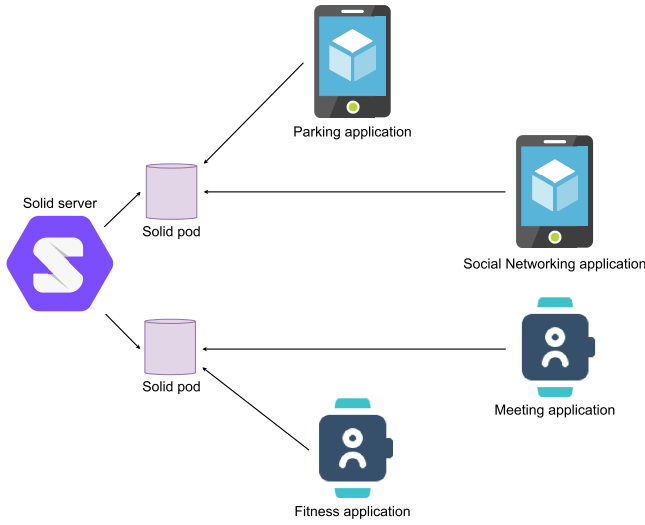 Parking application
Solid server
Solid pod
Social Networking application
Solid pod
Meeting application
Fitness application